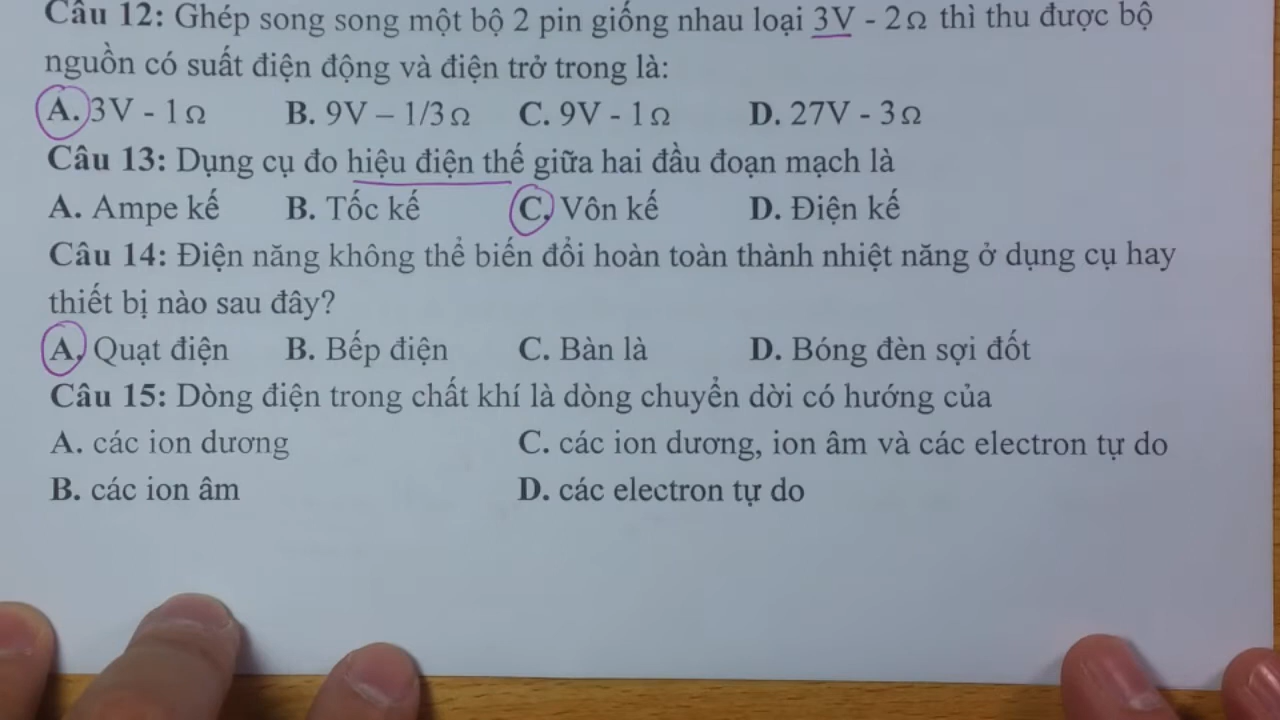 Câu 12: Ghép song song một bộ 2 pin giống nhau loại 3V - 2Ω thì thu được bộ
nguồn có suất điện động và điện trở trong là:
A. 3V - 1Ω B. 9V – 1/3Ω C. 9V - 1Ω D. 27V - 3Ω
Câu 13: Dụng cụ đo hiệu điện thế giữa hai đầu đoạn mạch là
A. Ampe kế B. Tốc kế C. Vôn kế D. Điện kế
Câu 14: Điện năng không thể biến đổi hoàn toàn thành nhiệt năng ở dụng cụ hay
thiết bị nào sau đây?
A. Quạt điện B. Bếp điện C. Bàn là D. Bóng đèn sợi đốt
Câu 15: Dòng điện trong chất khí là dòng chuyển dời có hướng của
A. các ion dương C. các ion dương, ion âm và các electron tự do
B. các ion âm D. các electron tự do